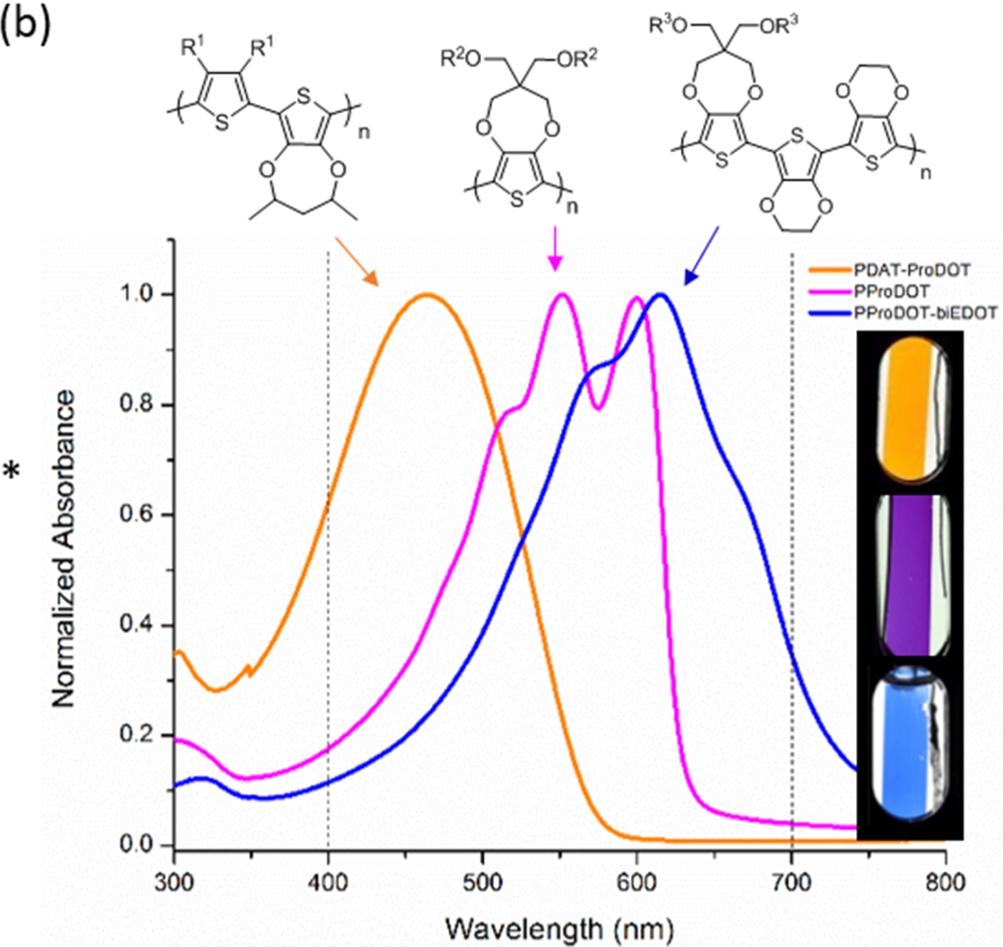 (b)
R¹ R¹
S
S
O O
( )n
R²O OR²
O O
S
( )n
R³O OR³
O O
O O
S
S
S
O O
( )n
PDAT-ProDOT
PProDOT
PProDOT-biEDOT
1.0
0.8
0.6
0.4
0.2
0.0
Normalized Absorbance
*
300 400 500 600 700 800
Wavelength (nm)